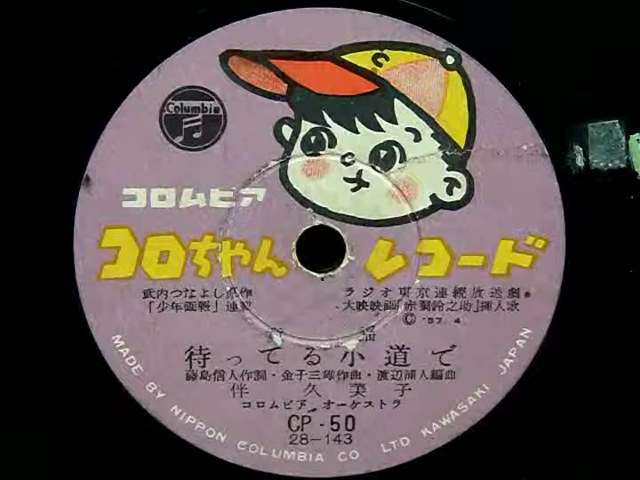 Columbia
コロムビア
コロちゃん レコード
武内つなよし原作 ラジオ東京連続放送劇
「少年画報」連載 大映映画「赤胴鈴之助」挿入歌
Ⓒ '57. 4
謡
待ってる小道で
藤島信人作詞・金子三雄作曲・渡辺浦人編曲
伴 久美子
コロムビア オーケストラ
CP-50
28-143
MADE BY NIPPON COLUMBIA CO LTD KAWASAKI JAPAN